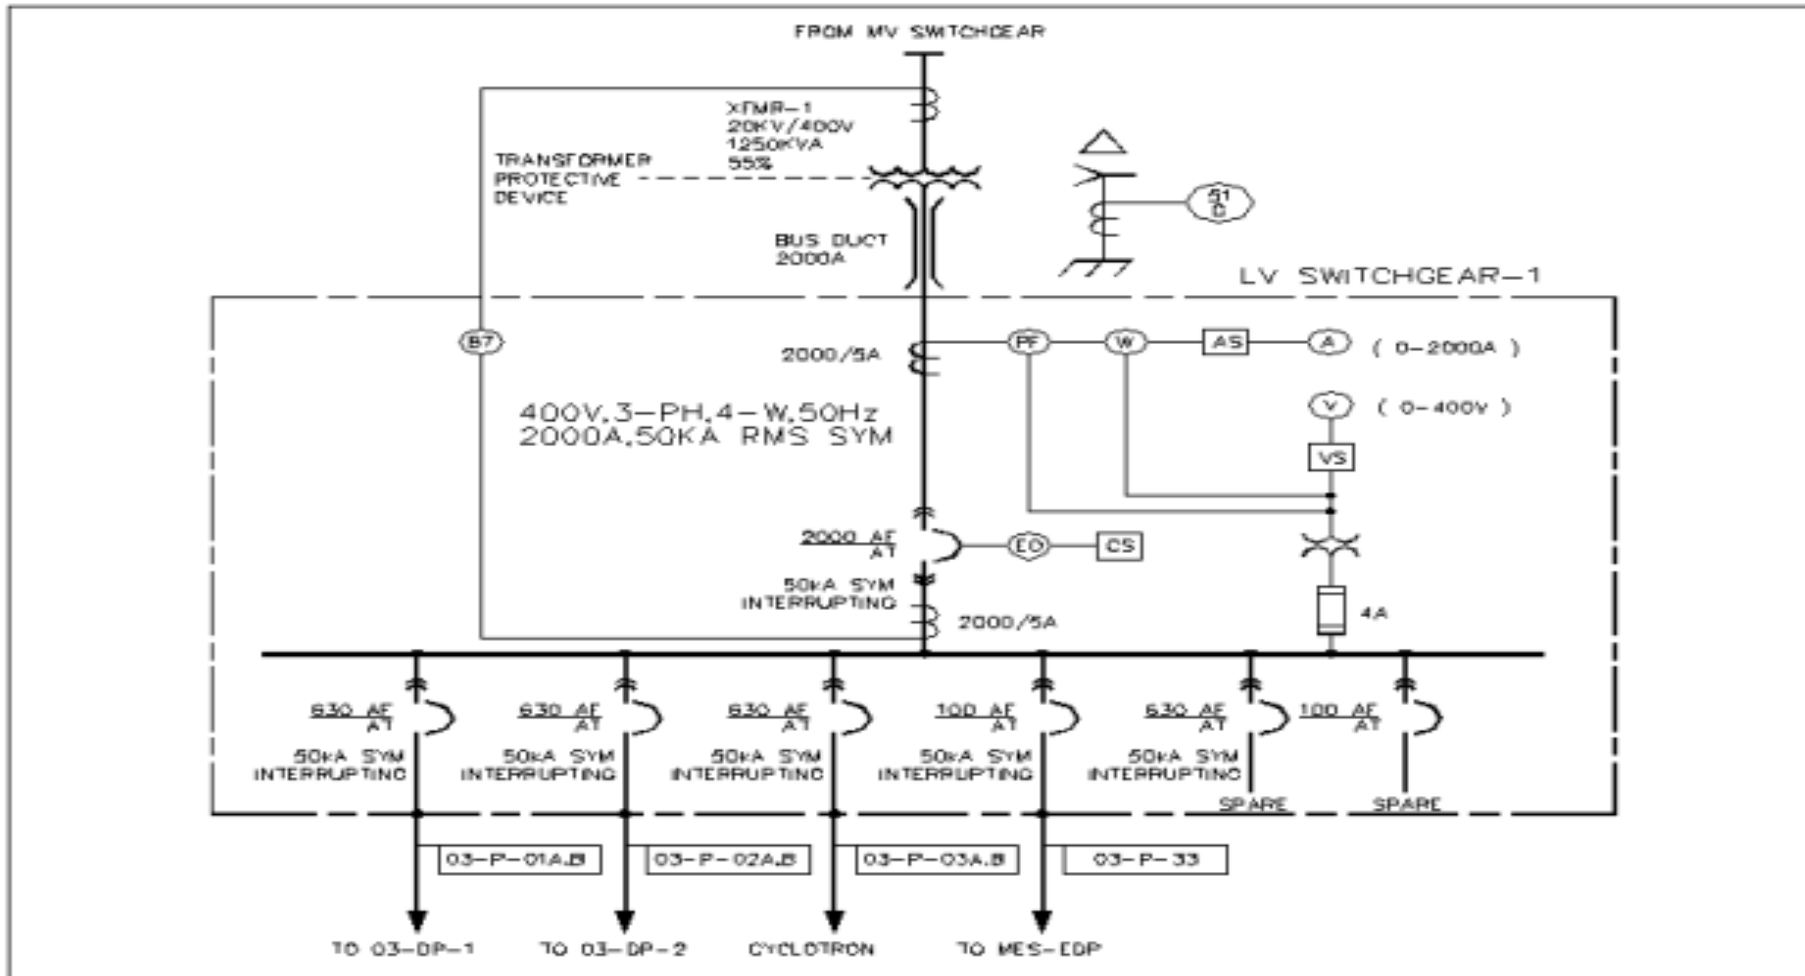 FROM MV SWITCHGEAR
XFMR-1
20KV/400V
1250KVA
55%
TRANSFORMER
PROTECTIVE
DEVICE
51
G
BUS DUCT
2000A
LV SWITCHGEAR-1
87
2000/5A
PF
W
AS
A
( 0-2000A )
400V,3-PH,4-W,50Hz
2000A,50KA RMS SYM
V
( 0-400V )
VS
2000 AF
AT
EO
CS
50kA SYM
INTERRUPTING
2000/5A
4A
630 AF
AT
50kA SYM
INTERRUPTING
630 AF
AT
50kA SYM
INTERRUPTING
630 AF
AT
50kA SYM
INTERRUPTING
100 AF
AT
50kA SYM
INTERRUPTING
630 AF
AT
50kA SYM
INTERRUPTING
100 AF
AT
SPARE
SPARE
03-P-01A,B
03-P-02A,B
03-P-03A,B
03-P-33
TO 03-DP-1
TO 03-DP-2
CYCLOTRON
TO MES-EDP